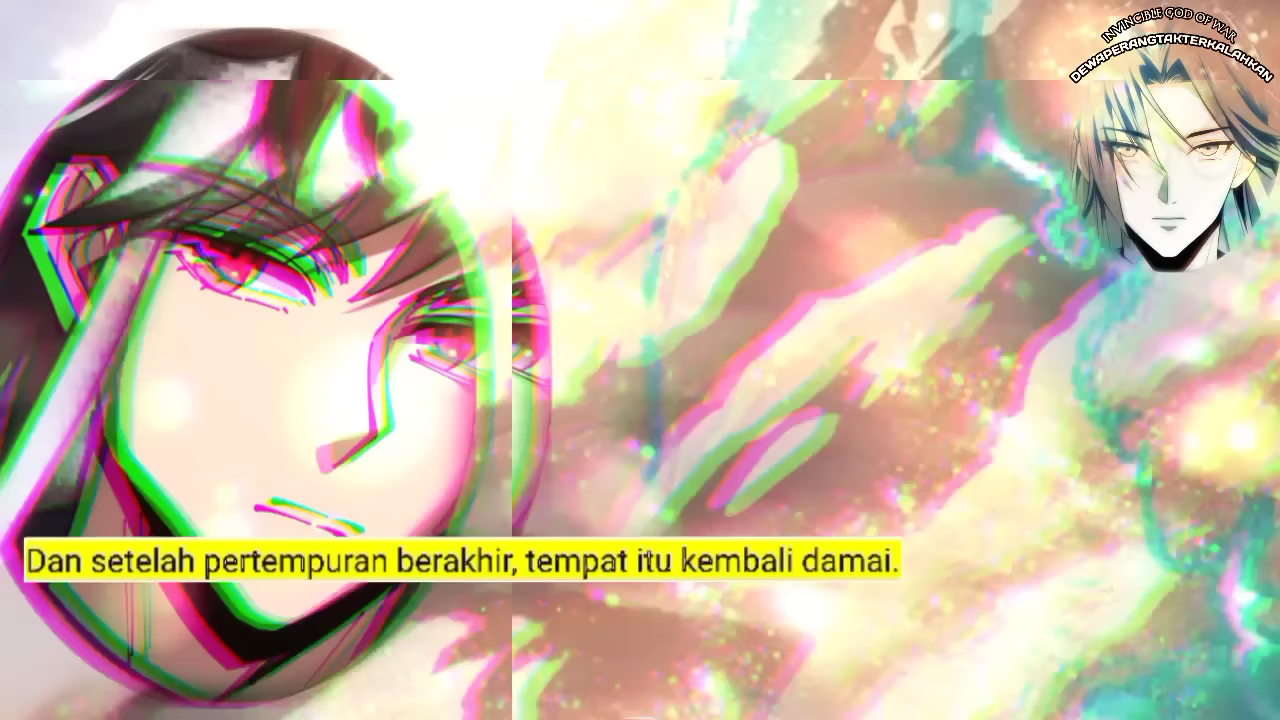 INVINCIBLE GOD OF WAR
DEWAPERANGTAKTERKALAHKAN
Dan setelah pertempuran berakhir, tempat itu kembali damai.